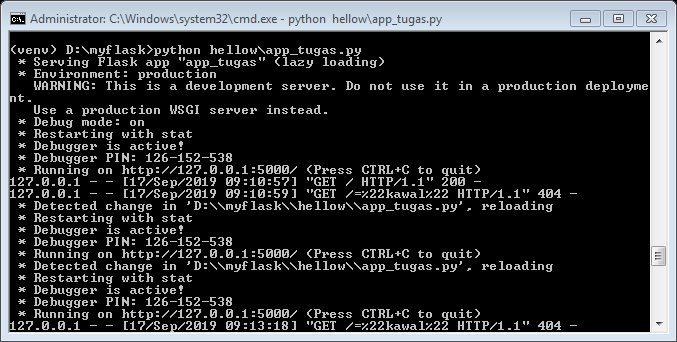 Administrator: C:\Windows\system32\cmd.exe - python  hellow\app_tugas.py
(venv) D:\myflask>python hellow\app_tugas.py
 * Serving Flask app "app_tugas" (lazy loading)
 * Environment: production
   WARNING: This is a development server. Do not use it in a production deployme
nt.
   Use a production WSGI server instead.
 * Debug mode: on
 * Restarting with stat
 * Debugger is active!
 * Debugger PIN: 126-152-538
 * Running on http://127.0.0.1:5000/ (Press CTRL+C to quit)
127.0.0.1 - - [17/Sep/2019 09:10:57] "GET / HTTP/1.1" 200 -
127.0.0.1 - - [17/Sep/2019 09:10:59] "GET /=%22kawal%22 HTTP/1.1" 404 -
 * Detected change in 'D:\\myflask\\hellow\\app_tugas.py', reloading
 * Restarting with stat
 * Debugger is active!
 * Debugger PIN: 126-152-538
 * Running on http://127.0.0.1:5000/ (Press CTRL+C to quit)
 * Detected change in 'D:\\myflask\\hellow\\app_tugas.py', reloading
 * Restarting with stat
 * Debugger is active!
 * Debugger PIN: 126-152-538
 * Running on http://127.0.0.1:5000/ (Press CTRL+C to quit)
127.0.0.1 - - [17/Sep/2019 09:13:18] "GET /=%22kawal%22 HTTP/1.1" 404 -